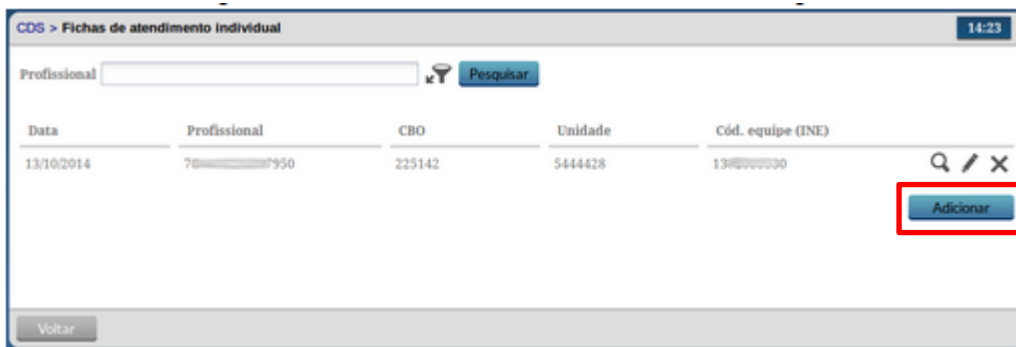 CDS > Fichas de atendimento individual 14:23
Profissional Pesquisar
Data Profissional CBO Unidade Cód. equipe (INE)
13/10/2014 225142 5444428
Adicionar
Voltar